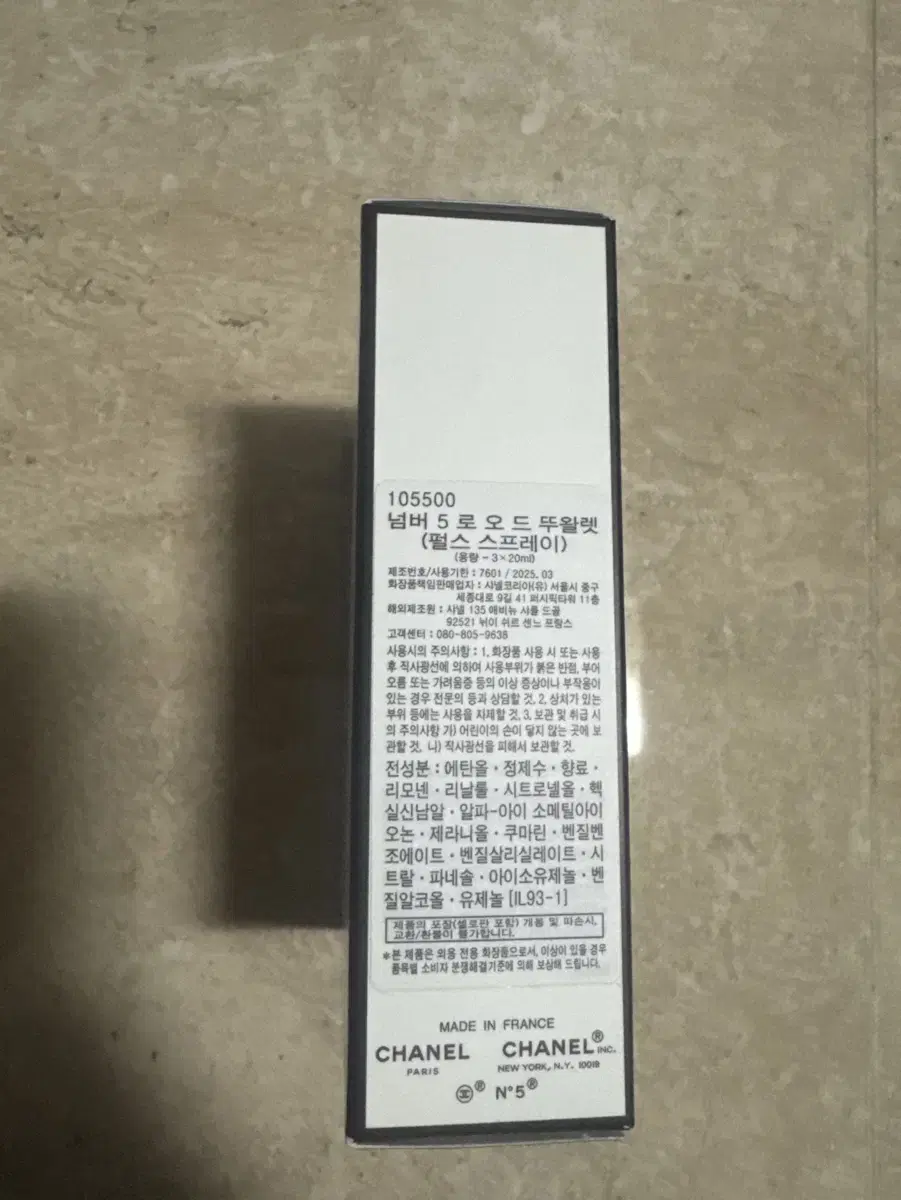 105500
넘버 5 로 오 드 뚜왈렛
(펄스 스프레이)
(용량 - 3×20ml)
제조번호/사용기한 : 7601 / 2025. 03
화장품책임판매업자 : 샤넬코리아(유) 서울시 중구
세종대로 9길 41 퍼시픽타워 11층
해외제조원 : 샤넬 135 애비뉴 샤를 드골
92521 뉘이 쉬르 센느 프랑스
고객센터 : 080-805-9638
사용시의 주의사항 : 1. 화장품 사용 시 또는 사용
후 직사광선에 의하여 사용부위가 붉은 반점, 부어
오름 또는 가려움증 등의 이상 증상이나 부작용이
있는 경우 전문의 등과 상담할 것, 2. 상처가 있는
부위 등에는 사용을 자제할 것, 3. 보관 및 취급 시
의 주의사항 가) 어린이의 손이 닿지 않는 곳에 보
관할 것, 나) 직사광선을 피해서 보관할 것.
전성분 : 에탄올 · 정제수 · 향료 ·
리모넨 · 리날룰 · 시트로넬올 · 헥
실신남알 · 알파-아이 소메틸아이
오논 · 제라니올 · 쿠마린 · 벤질벤
조에이트 · 벤질살리실레이트 · 시
트랄 · 파네솔 · 아이소유제놀 · 벤
질알코올 · 유제놀 [IL93-1]
제품의 포장(셀로판 포함) 개봉 및 파손시,
교환/환불이 불가합니다.
*본 제품은 외용 전용 화장품으로서, 이상이 있을 경우
품목별 소비자 분쟁해결기준에 의해 보상해 드립니다.
MADE IN FRANCE
CHANEL CHANEL® INC.
PARIS NEW YORK, N.Y. 10019
® N°5®